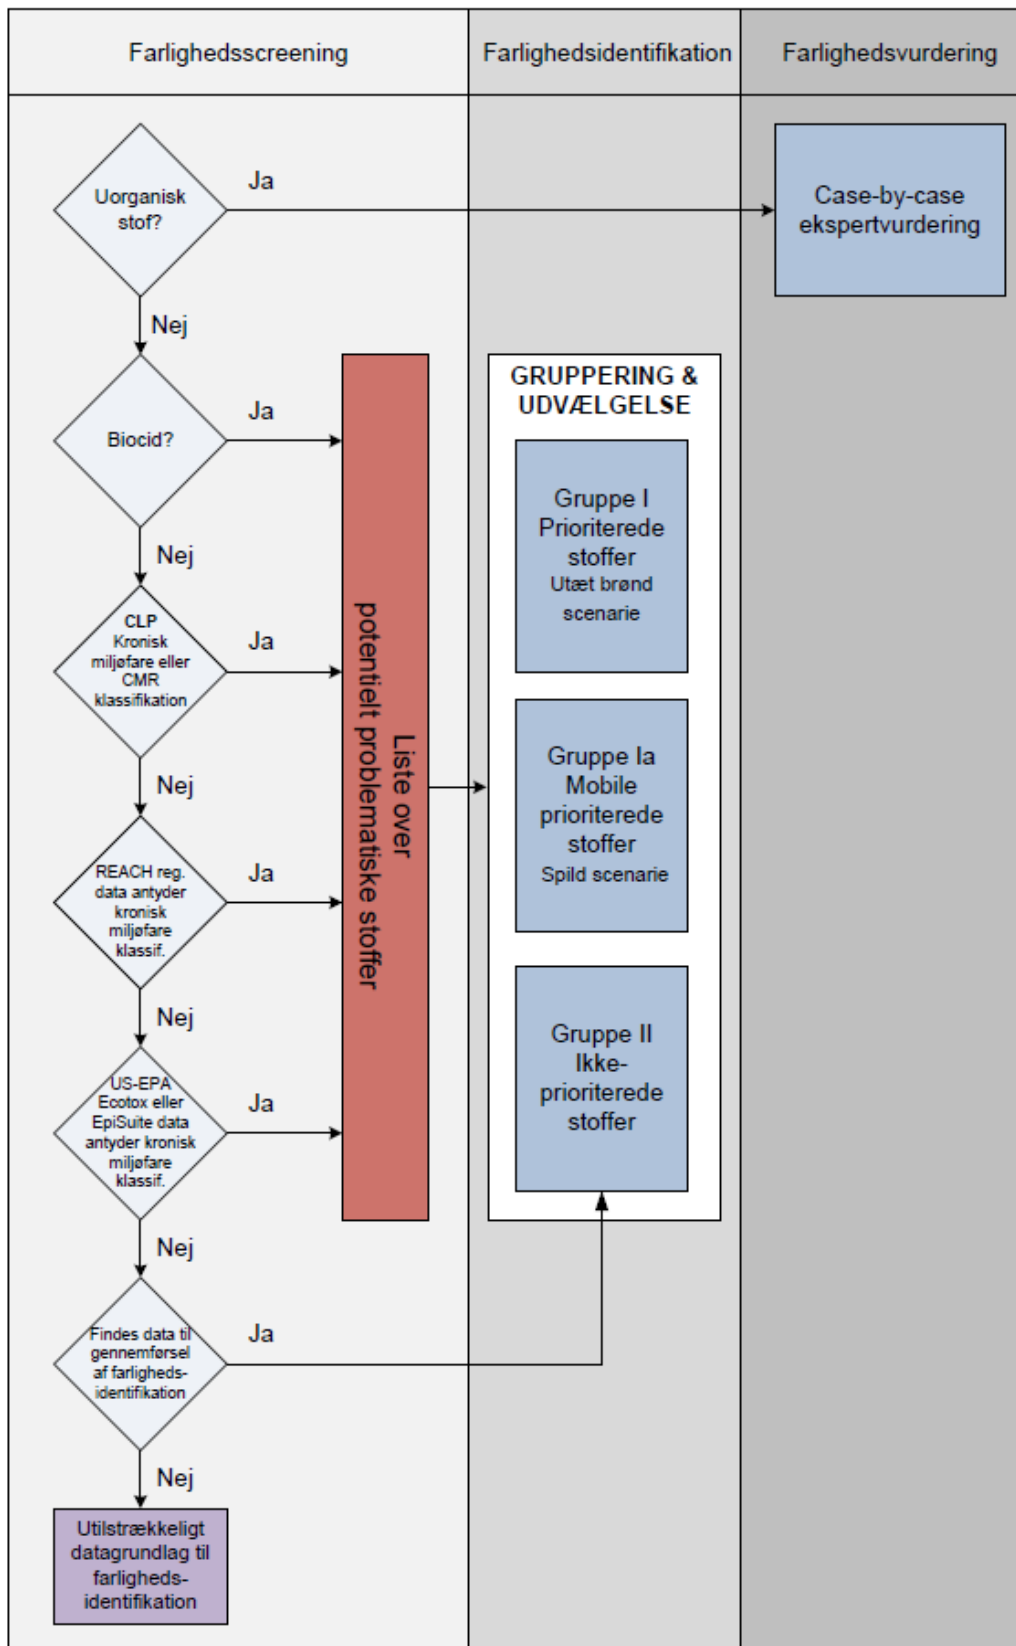 Farlighedsscreening
Farlighedsidentifikation
Farlighedsvurdering
Uorganisk
stof?
Ja
Case-by-case
ekspertvurdering
Nej
Biocid?
Ja
Nej
CLP
Kronisk
miljøfare eller
CMR
klassifikation
Ja
Nej
REACH reg.
data antyder
kronisk
miljøfare
klassif.
Ja
Nej
US-EPA
Ecotox eller
EpiSuite data
antyder kronisk
miljøfare
klassif.
Ja
Nej
Findes data til
gennemførsel
af farligheds-
identifikation
Ja
Nej
Utilstrækkeligt
datagrundlag til
farligheds-
identifikation
Liste over
potentielt problematiske stoffer
GRUPPERING &
UDVÆLGELSE
Gruppe I
Prioriterede
stoffer
Utæt brønd
scenarie
Gruppe Ia
Mobile
prioriterede
stoffer
Spild scenarie
Gruppe II
Ikke-
prioriterede
stoffer